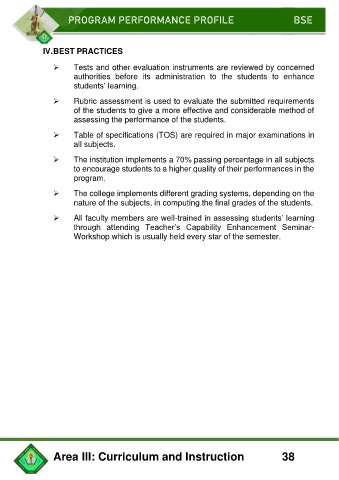 PROGRAM PERFORMANCE PROFILE BSE
IV.BEST PRACTICES
➢ Tests and other evaluation instruments are reviewed by concerned
authorities before its administration to the students to enhance
students' learning.
➢ Rubric assessment is used to evaluate the submitted requirements
of the students to give a more effective and considerable method of
assessing the performance of the students.
➢ Table of specifications (TOS) are required in major examinations in
all subjects.
➢ The institution implements a 70% passing percentage in all subjects
to encourage students to a higher quality of their performances in the
program.
➢ The college implements different grading systems, depending on the
nature of the subjects, in computing the final grades of the students.
➢ All faculty members are well-trained in assessing students' learning
through attending Teacher's Capability Enhancement Seminar-
Workshop which is usually held every star of the semester.
Area III: Curriculum and Instruction 38